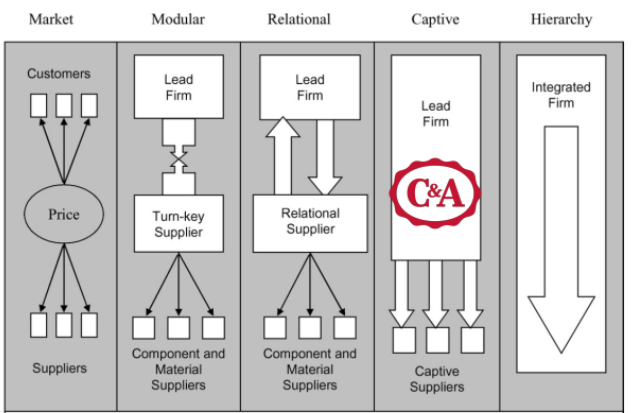 Market
Modular
Relational
Captive
Hierarchy
Customers
Price
Suppliers
Lead
Firm
Turn-key
Supplier
Component and
Material
Suppliers
Lead
Firm
Relational
Supplier
Component and
Material
Suppliers
Lead
Firm
C&A
Captive
Suppliers
Integrated
Firm